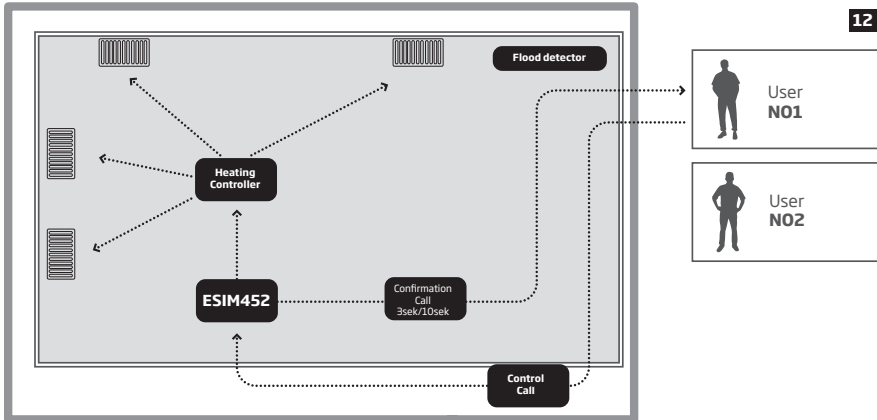 12
Flood detector
User
NO1
Heating
Controller
User
NO2
ESIM452
Confirmation
Call
3sek/10sek
Control
Call